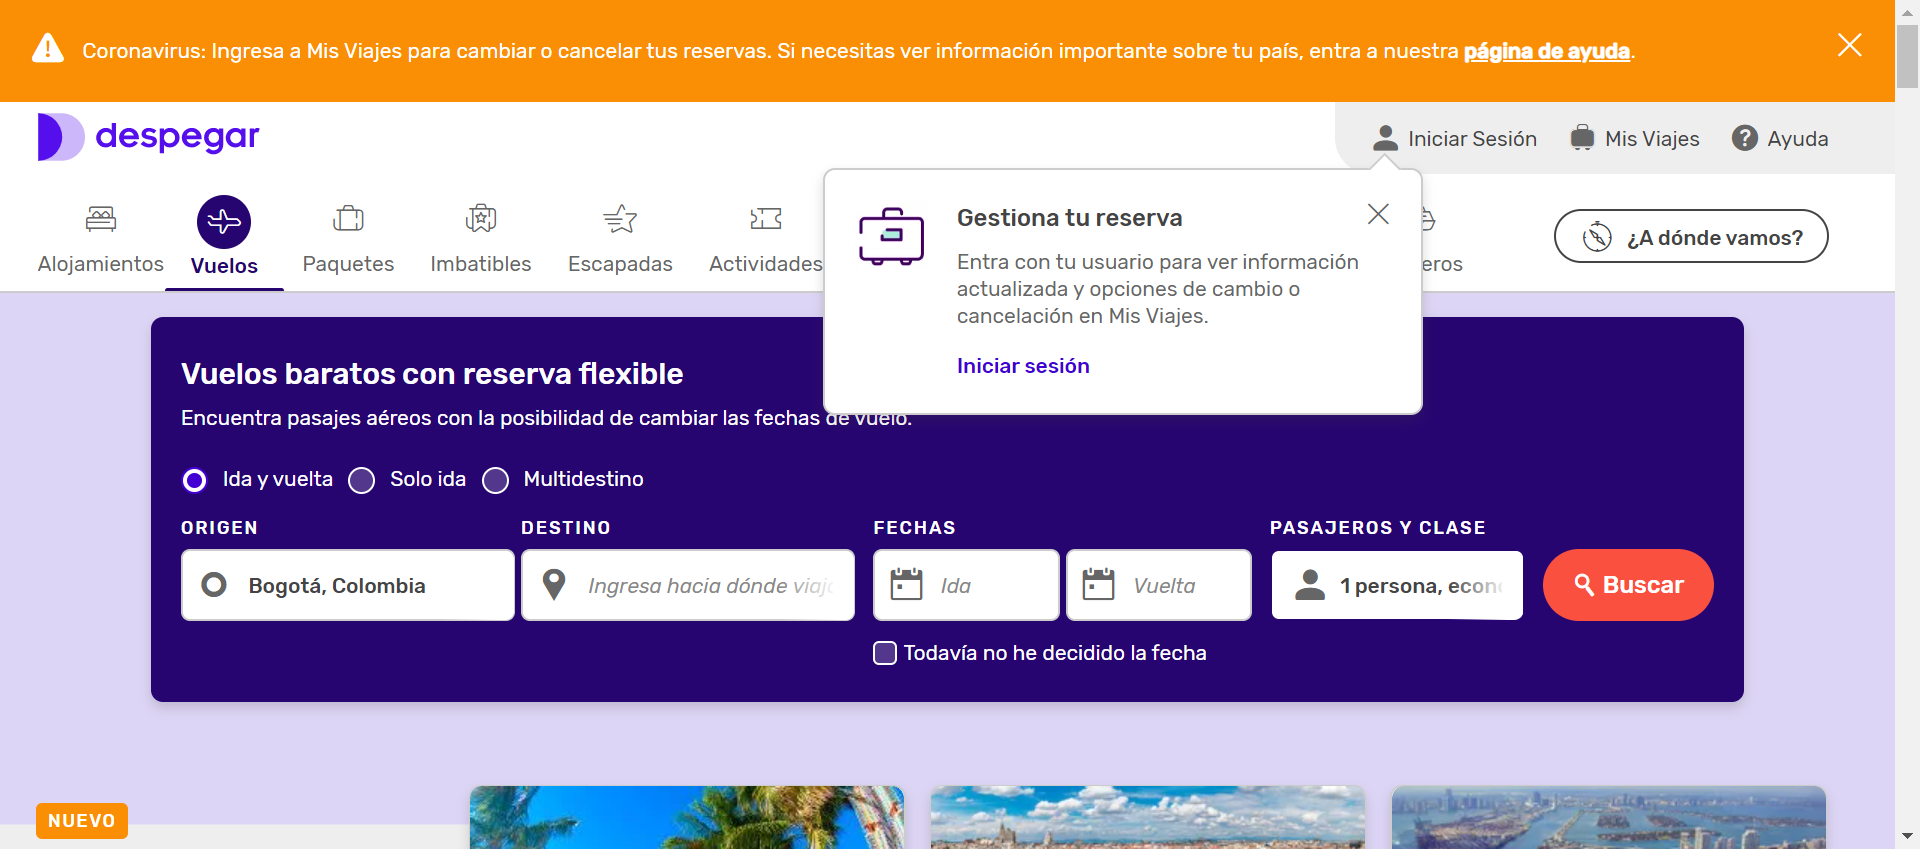 Coronavirus: Ingresa a Mis Viajes para cambiar o cancelar tus reservas. Si necesitas ver información importante sobre tu país, entra a nuestra página de ayuda.
despegar
Iniciar Sesión
Mis Viajes
Ayuda
Alojamientos
Vuelos
Paquetes
Imbatibles
Escapadas
Actividades
eros
¿A dónde vamos?
Gestiona tu reserva
Entra con tu usuario para ver información
actualizada y opciones de cambio o
cancelación en Mis Viajes.
Iniciar sesión
Vuelos baratos con reserva flexible
Encuentra pasajes aéreos con la posibilidad de cambiar las fechas de vuelo.
Ida y vuelta
Solo ida
Multidestino
ORIGEN
DESTINO
FECHAS
PASAJEROS Y CLASE
Bogotá, Colombia
Ingresa hacia dónde viaj
Ida
Vuelta
1 persona, econ
Buscar
Todavía no he decidido la fecha
NUEVO